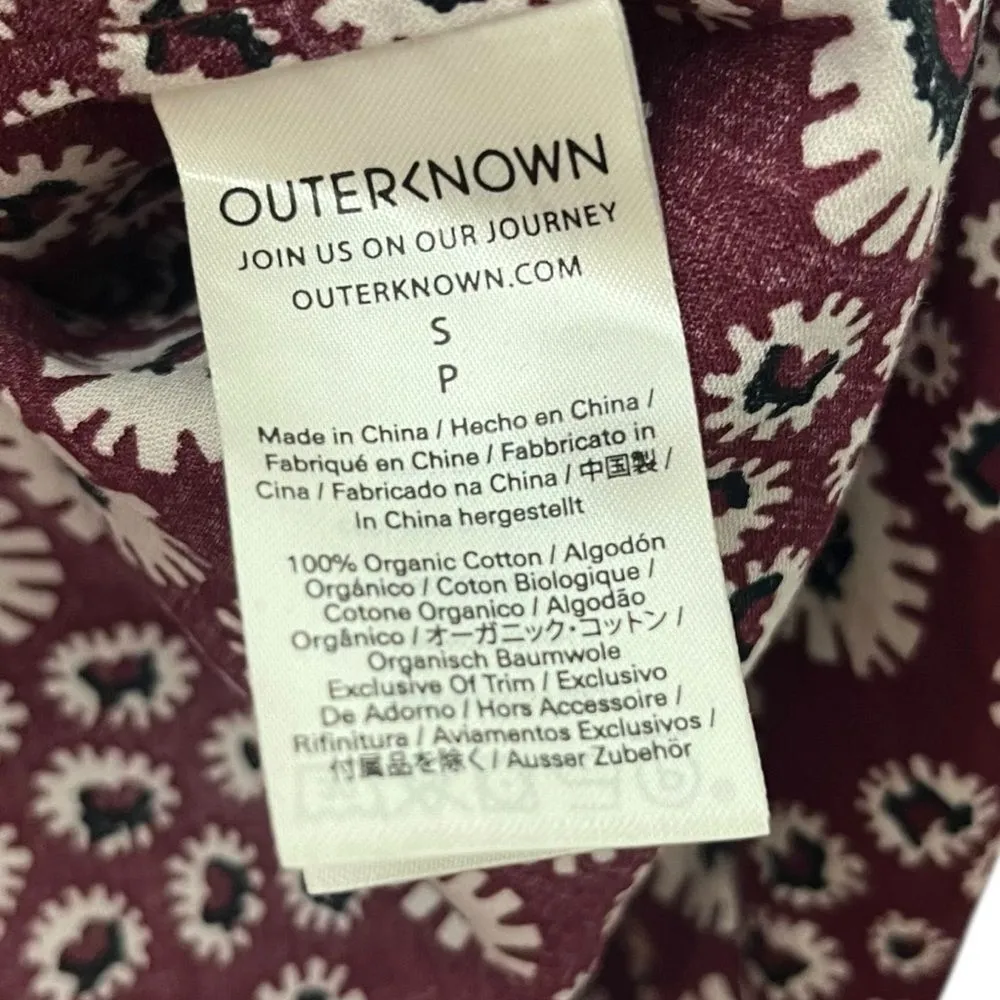 OUTERKNOWN
JOIN US ON OUR JOURNEY
OUTERKNOWN.COM
S
P
Made in China / Hecho en China /
Fabriqué en Chine / Fabbricato in
Cina / Fabricado na China / 中国製 /
In China hergestellt
100% Organic Cotton / Algodón
Orgánico / Coton Biologique /
Cotone Organico / Algodão
Orgânico / オーガニック・コットン /
Organisch Baumwole
Exclusive Of Trim / Exclusivo
De Adorno / Hors Accessoire /
Rifinitura / Aviamentos Exclusivos /
付属品を除く / Ausser Zubehör